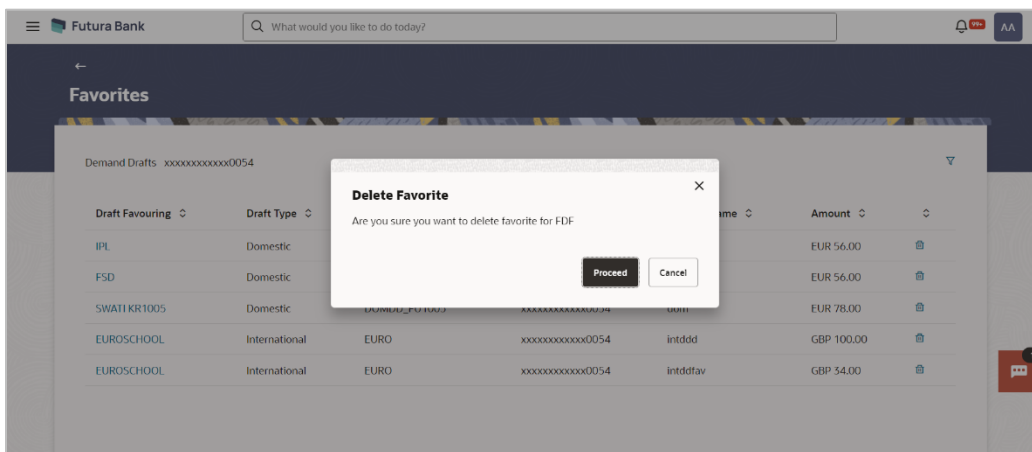 Futura Bank
What would you like to do today?
99+
AA
Favorites
Demand Drafts xxxxxxxxxxxx0054
Draft Favouring Draft Type Amount
IPL Domestic EUR 56.00
FSD Domestic EUR 56.00
SWATI KR1005 Domestic xxxxxxxxxxxx0054 EUR 78.00
EUROSCHOOL International EURO xxxxxxxxxxxx0054 intddd GBP 100.00
EUROSCHOOL International EURO xxxxxxxxxxxx0054 intddfav GBP 34.00
Delete Favorite
Are you sure you want to delete favorite for FDF
Proceed Cancel